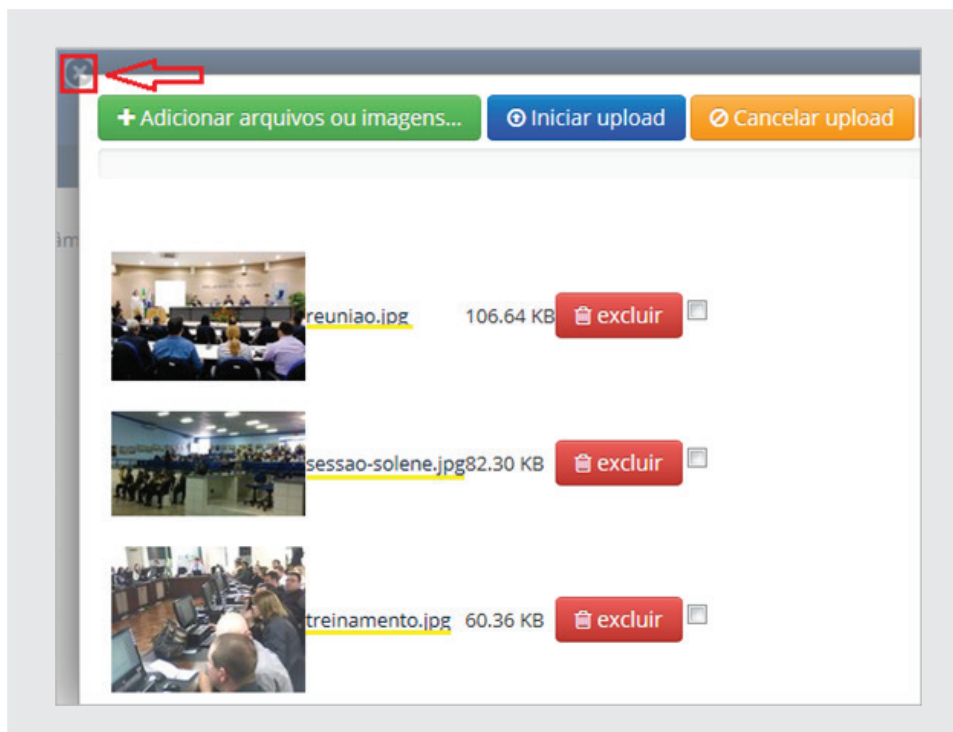 Adicionar arquivos ou imagens... Iniciar upload Cancelar upload
âm
reuniao.jpg 106.64 KB excluir
sessao-solene.jpg 82.30 KB excluir
treinamento.jpg 60.36 KB excluir